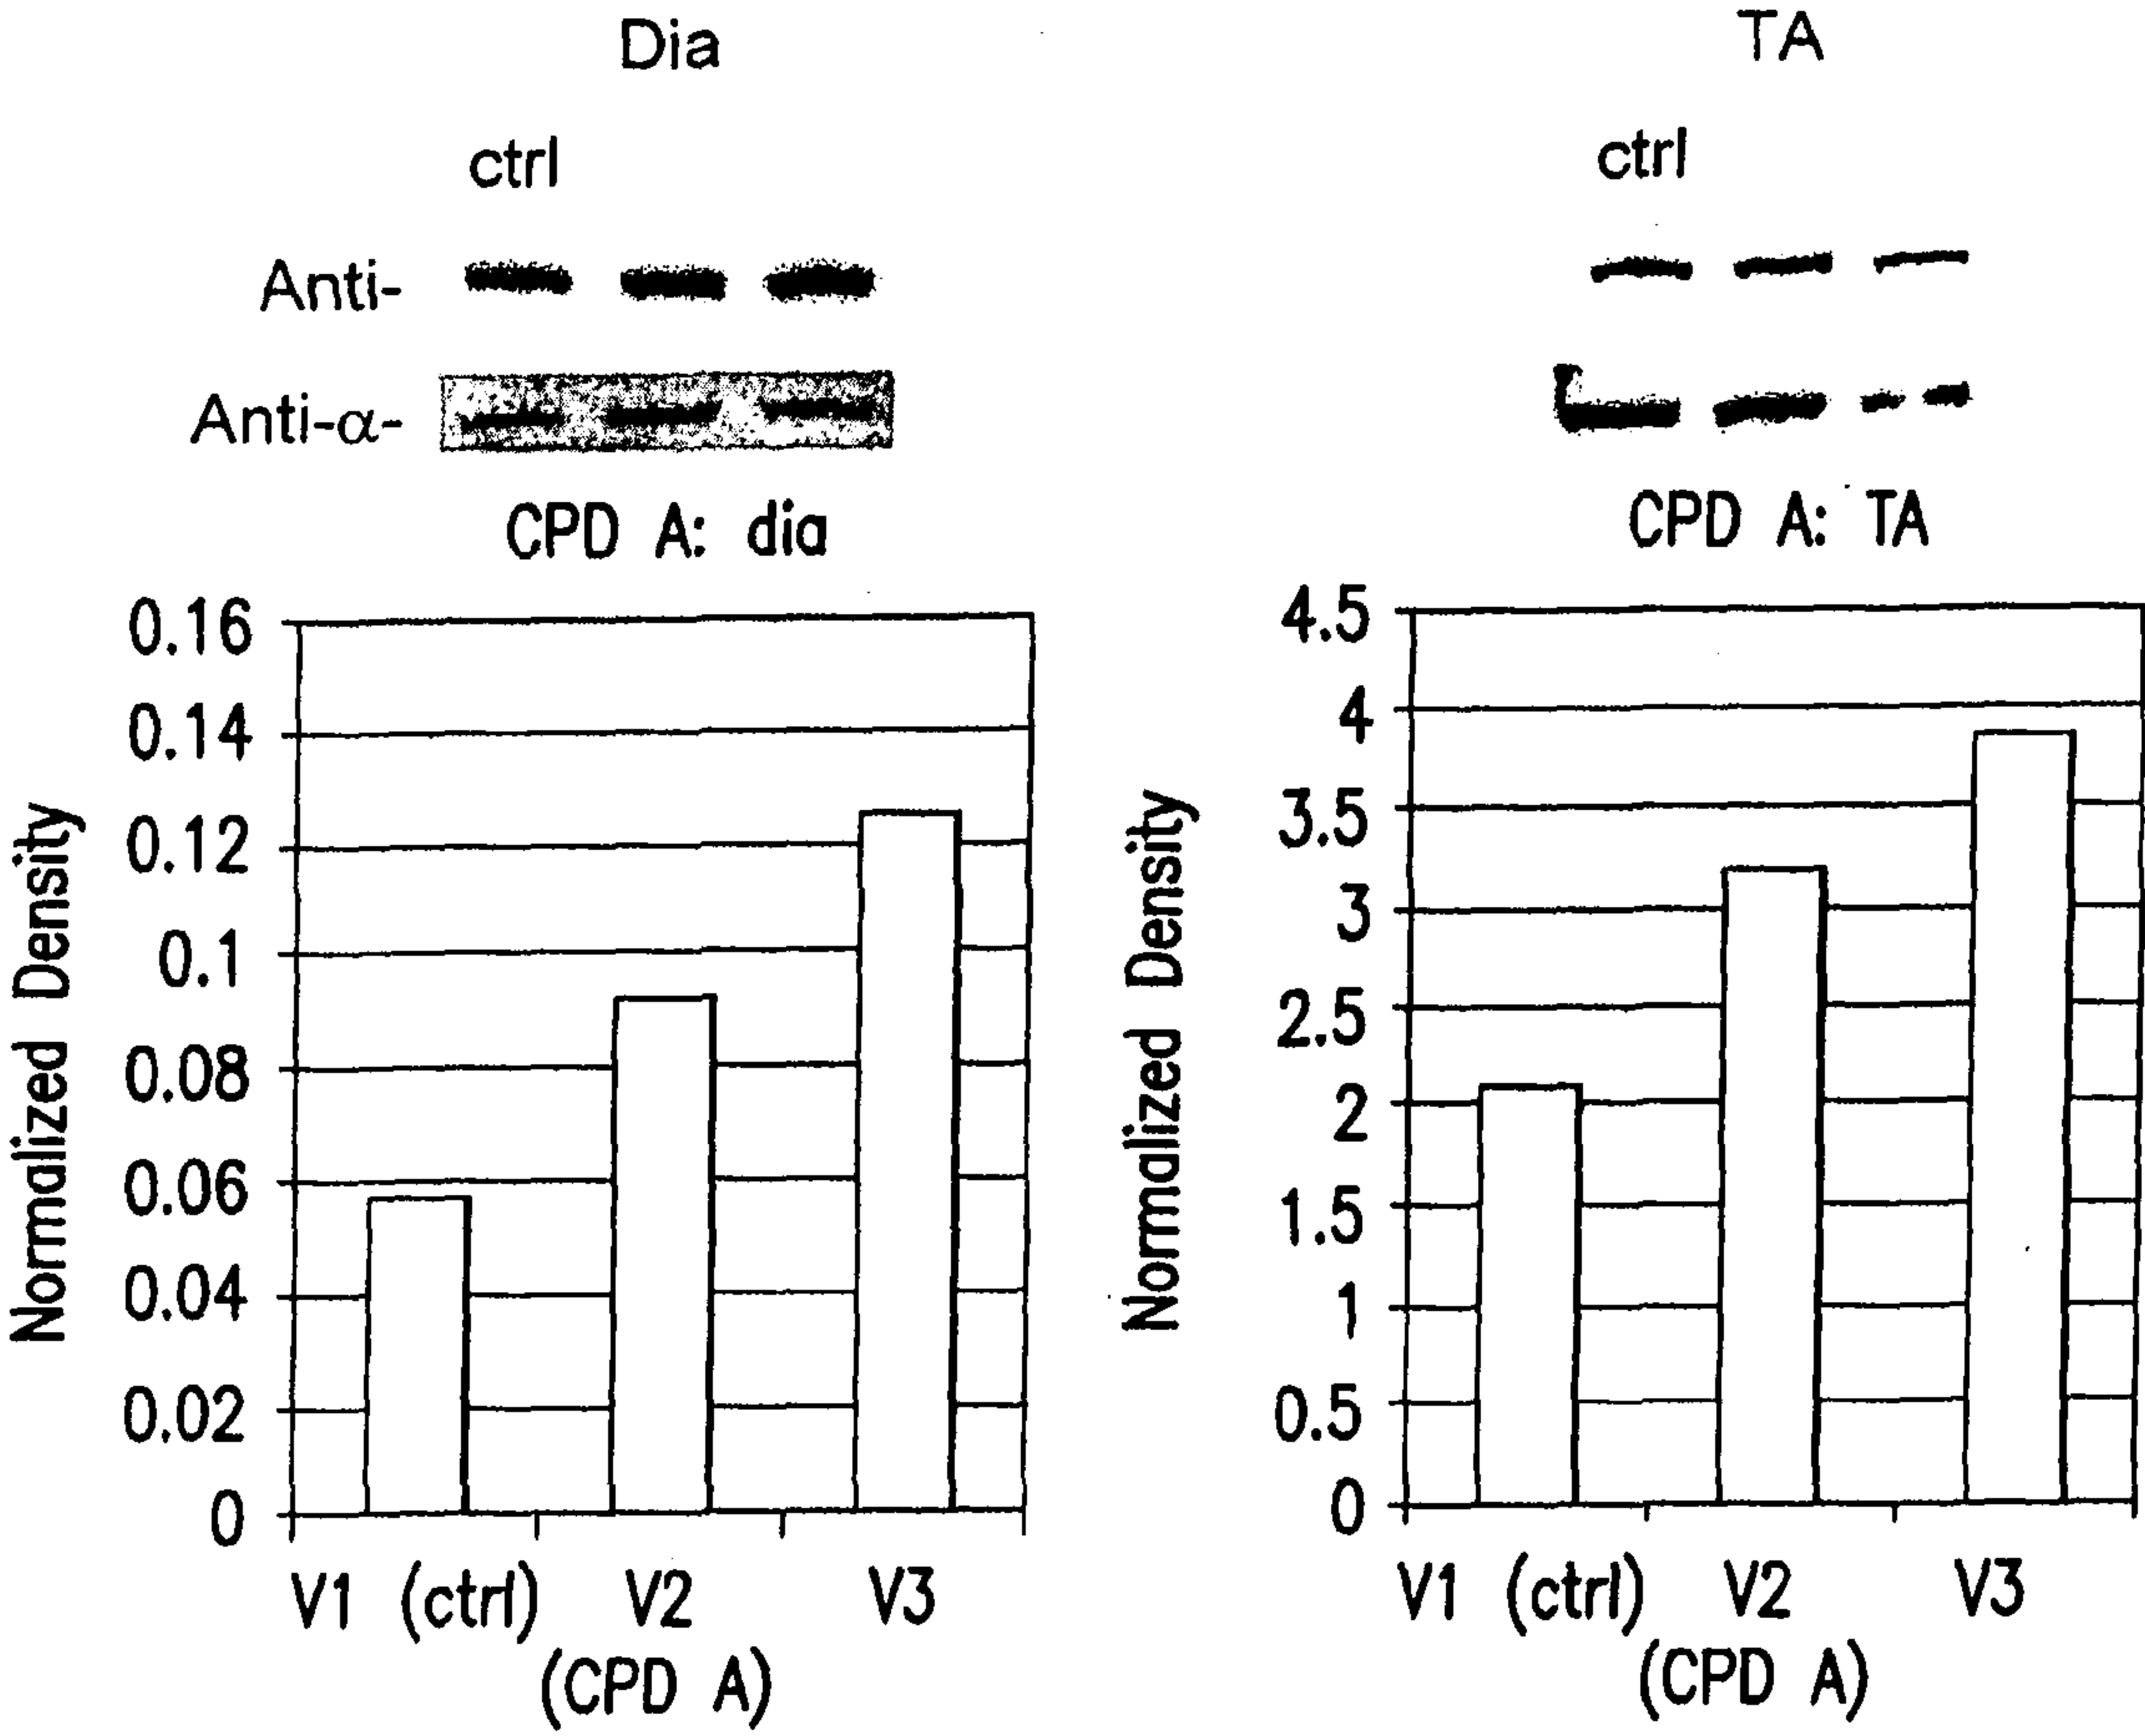 Dia
ctrl
Anti-
Anti-α-
CPD A: dia
0.16
0.14
0.12
0.1
0.08
0.06
0.04
0.02
0
Normalized Density
V1 (ctrl) V2 V3
(CPD A)
TA
ctrl
CPD A: TA
4.5
4
3.5
3
2.5
2
1.5
1
0.5
0
Normalized Density
V1 (ctrl) V2 V3
(CPD A)